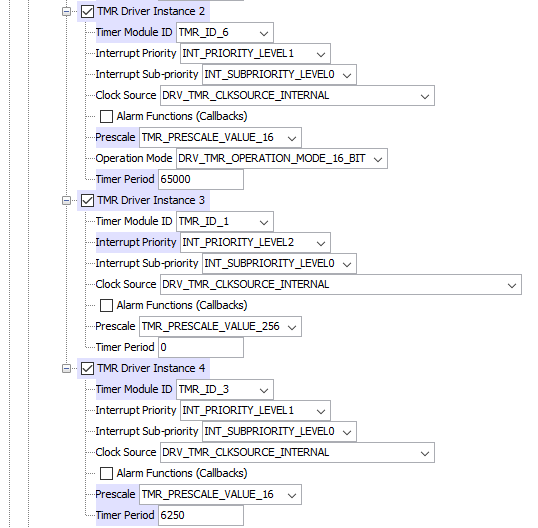 TMR Driver Instance 2
Timer Module ID TMR_ID_6
Interrupt Priority INT_PRIORITY_LEVEL1
Interrupt Sub-priority INT_SUBPRIORITY_LEVEL0
Clock Source DRV_TMR_CLKSOURCE_INTERNAL
Alarm Functions (Callbacks)
Prescale TMR_PRESCALE_VALUE_16
Operation Mode DRV_TMR_OPERATION_MODE_16_BIT
Timer Period 65000
TMR Driver Instance 3
Timer Module ID TMR_ID_1
Interrupt Priority INT_PRIORITY_LEVEL2
Interrupt Sub-priority INT_SUBPRIORITY_LEVEL0
Clock Source DRV_TMR_CLKSOURCE_INTERNAL
Alarm Functions (Callbacks)
Prescale TMR_PRESCALE_VALUE_256
Timer Period 0
TMR Driver Instance 4
Timer Module ID TMR_ID_3
Interrupt Priority INT_PRIORITY_LEVEL1
Interrupt Sub-priority INT_SUBPRIORITY_LEVEL0
Clock Source DRV_TMR_CLKSOURCE_INTERNAL
Alarm Functions (Callbacks)
Prescale TMR_PRESCALE_VALUE_16
Timer Period 6250